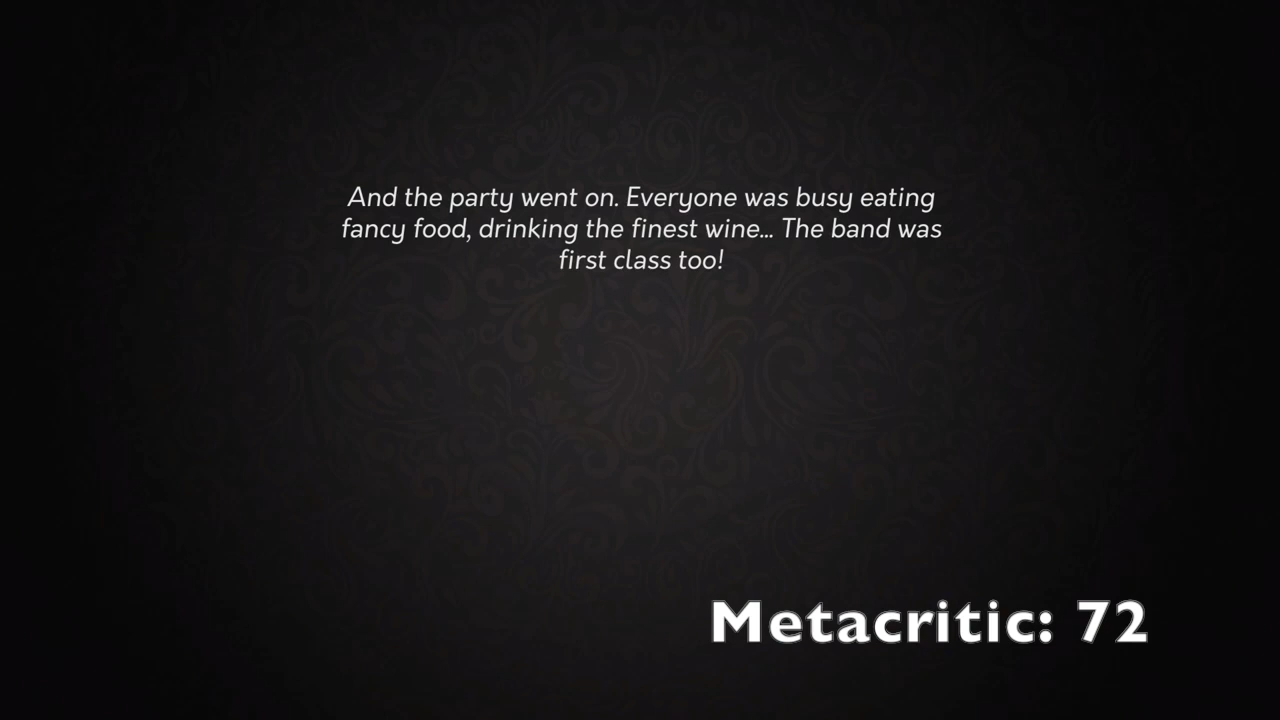 And the party went on. Everyone was busy eating
fancy food, drinking the finest wine... The band was
first class too!
Metacritic: 72